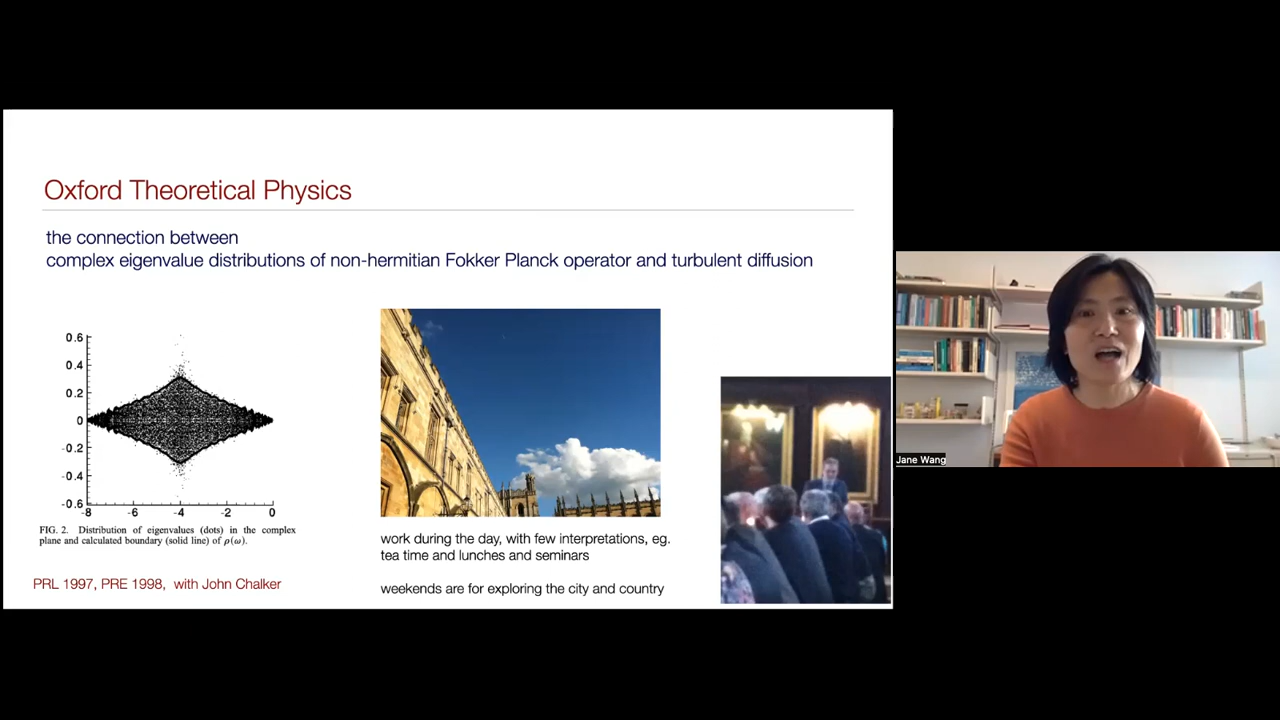 Oxford Theoretical Physics
the connection between
complex eigenvalue distributions of non-hermitian Fokker Planck operator and turbulent diffusion
0.6
0.4
0.2
0
-0.2
-0.4
-0.6
-8 -6 -4 -2 0
FIG. 2. Distribution of eigenvalues (dots) in the complex
plane and calculated boundary (solid line) of ρ(ω).
PRL 1997, PRE 1998, with John Chalker
work during the day, with few interpretations, eg.
tea time and lunches and seminars
weekends are for exploring the city and country
Jane Wang